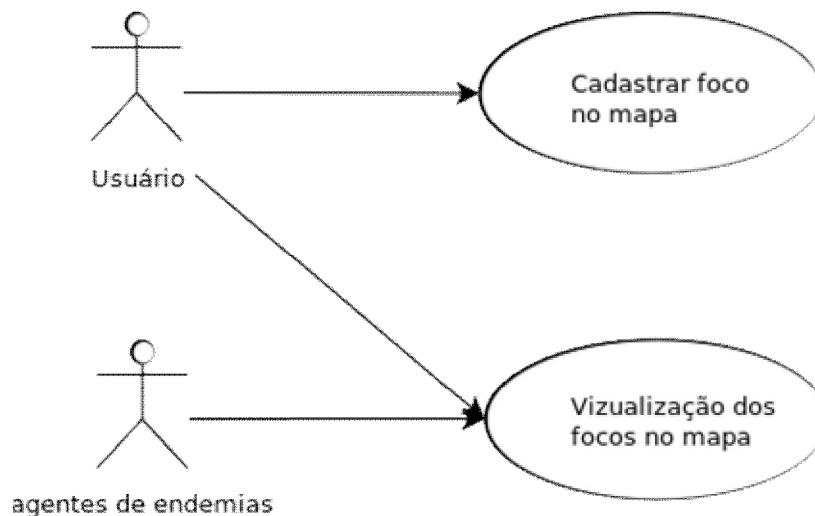 Cadastrar foco
no mapa
Usuário
Vizualização dos
focos no mapa
agentes de endemias